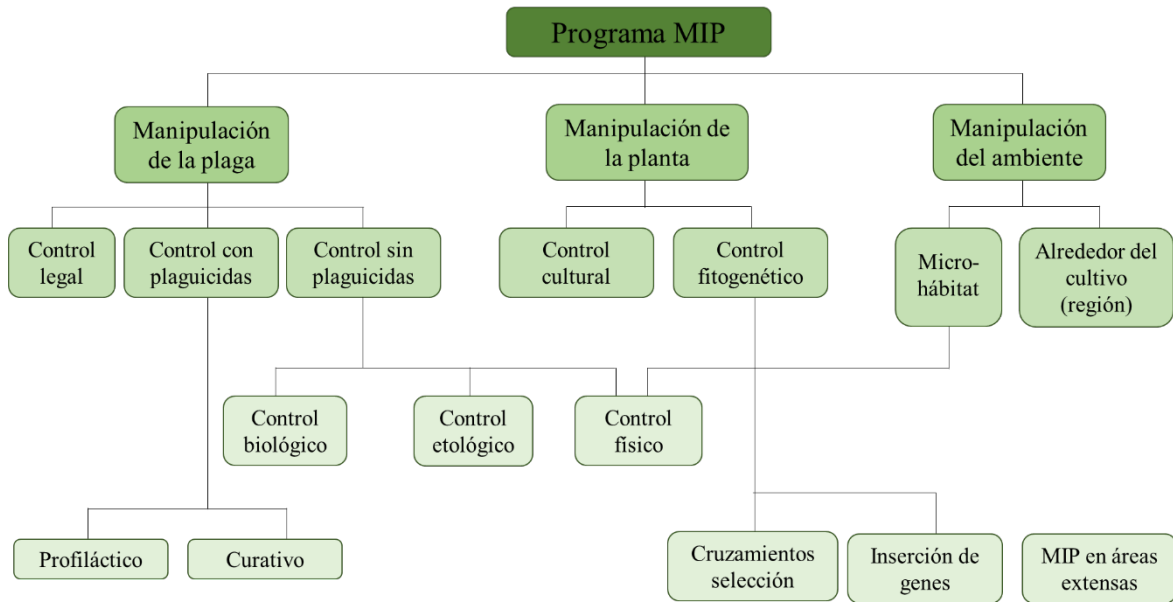 Programa MIP
Manipulación
de la plaga
Manipulación de
la planta
Manipulación
del ambiente
Control
legal
Control con
plaguicidas
Control sin
plaguicidas
Control
cultural
Control
fitogenético
Micro-
hábitat
Alrededor del
cultivo
(región)
Control
biológico
Control
etológico
Control
físico
Profiláctico
Curativo
Cruzamientos
selección
Inserción de
genes
MIP en áreas
extensas